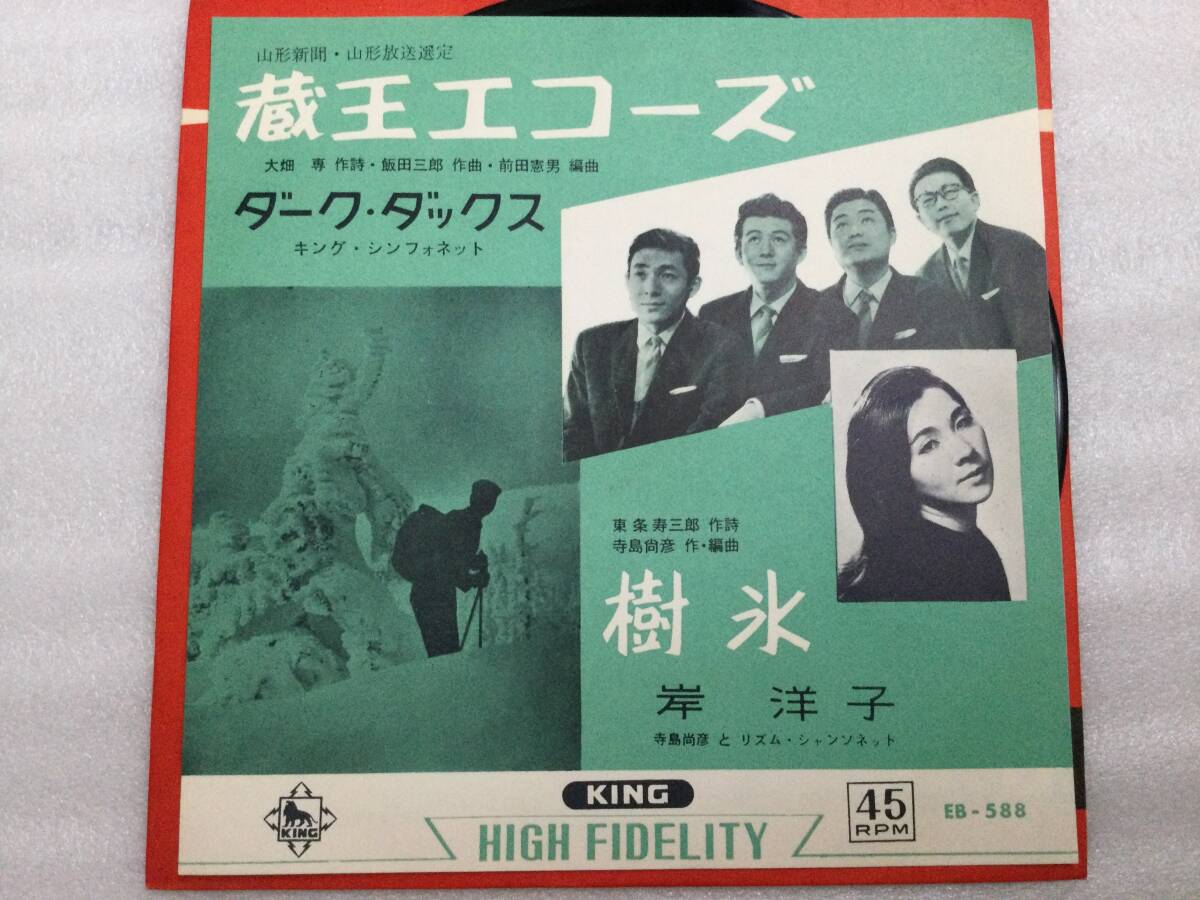 山形新聞・山形放送選定
蔵王エコーズ
大畑 専 作詩・飯田三郎 作曲・前田憲男 編曲
ダーク・ダックス
キング・シンフォネット
東条寿三郎 作詩
寺島尚彦 作・編曲
樹氷
岸 洋子
寺島尚彦 と リズム・シャンソネット
KING
KING
HIGH FIDELITY
45
RPM
EB-588